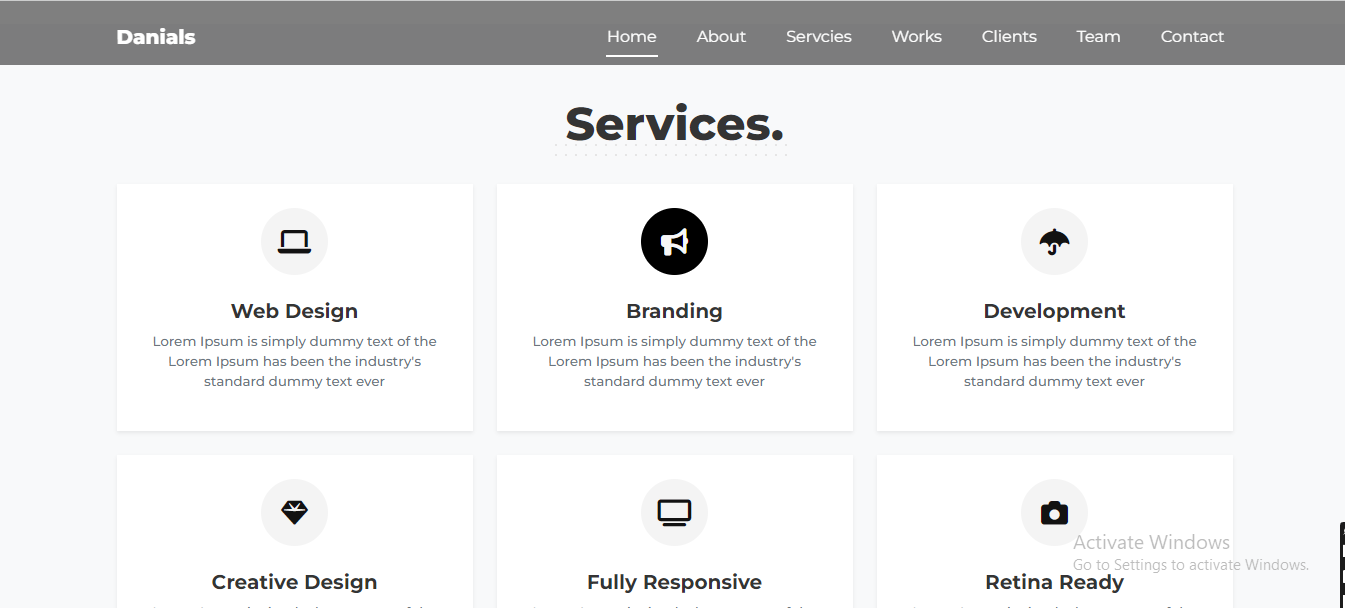 Danials Home About Servcies Works Clients Team Contact
Services.
Web Design
Lorem Ipsum is simply dummy text of the
Lorem Ipsum has been the industry's
standard dummy text ever
Branding
Lorem Ipsum is simply dummy text of the
Lorem Ipsum has been the industry's
standard dummy text ever
Development
Lorem Ipsum is simply dummy text of the
Lorem Ipsum has been the industry's
standard dummy text ever
Creative Design
Fully Responsive
Retina Ready
Activate Windows
Go to Settings to activate Windows.